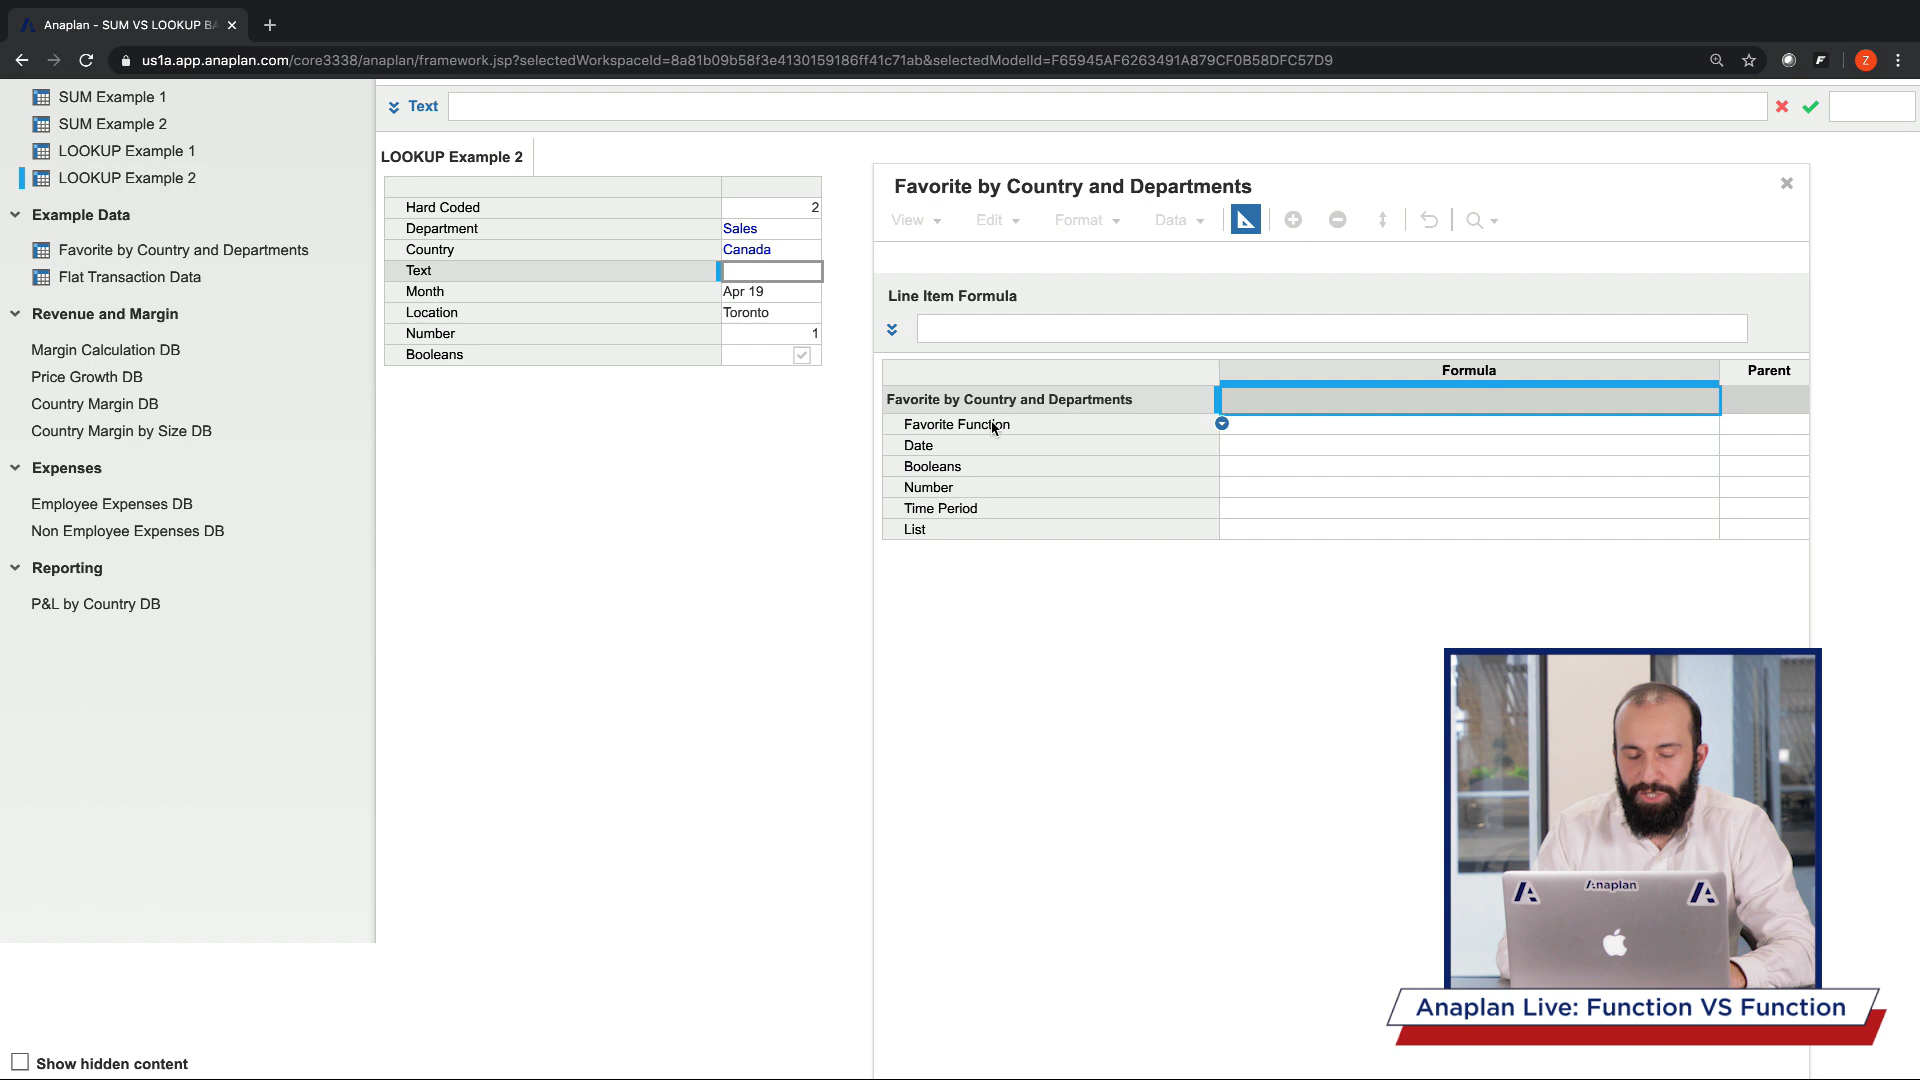 Anaplan - SUM VS LOOKUP BA
us1a.app.anaplan.com/core3338/anaplan/framework.jsp?selectedWorkspaceId=8a81b09b58f3e4130159186ff41c71ab&selectedModelId=F65945AF6263491A879CF0B58DFC57D9
Z
SUM Example 1
SUM Example 2
LOOKUP Example 1
LOOKUP Example 2
Example Data
Favorite by Country and Departments
Flat Transaction Data
Revenue and Margin
Margin Calculation DB
Price Growth DB
Country Margin DB
Country Margin by Size DB
Expenses
Employee Expenses DB
Non Employee Expenses DB
Reporting
P&L by Country DB
Show hidden content
Text
LOOKUP Example 2
Hard Coded 2
Department Sales
Country Canada
Text
Month Apr 19
Location Toronto
Number 1
Booleans
Favorite by Country and Departments
View Edit Format Data
Line Item Formula
Formula Parent
Favorite by Country and Departments
Favorite Function
Date
Booleans
Number
Time Period
List
Anaplan
Anaplan Live: Function VS Function